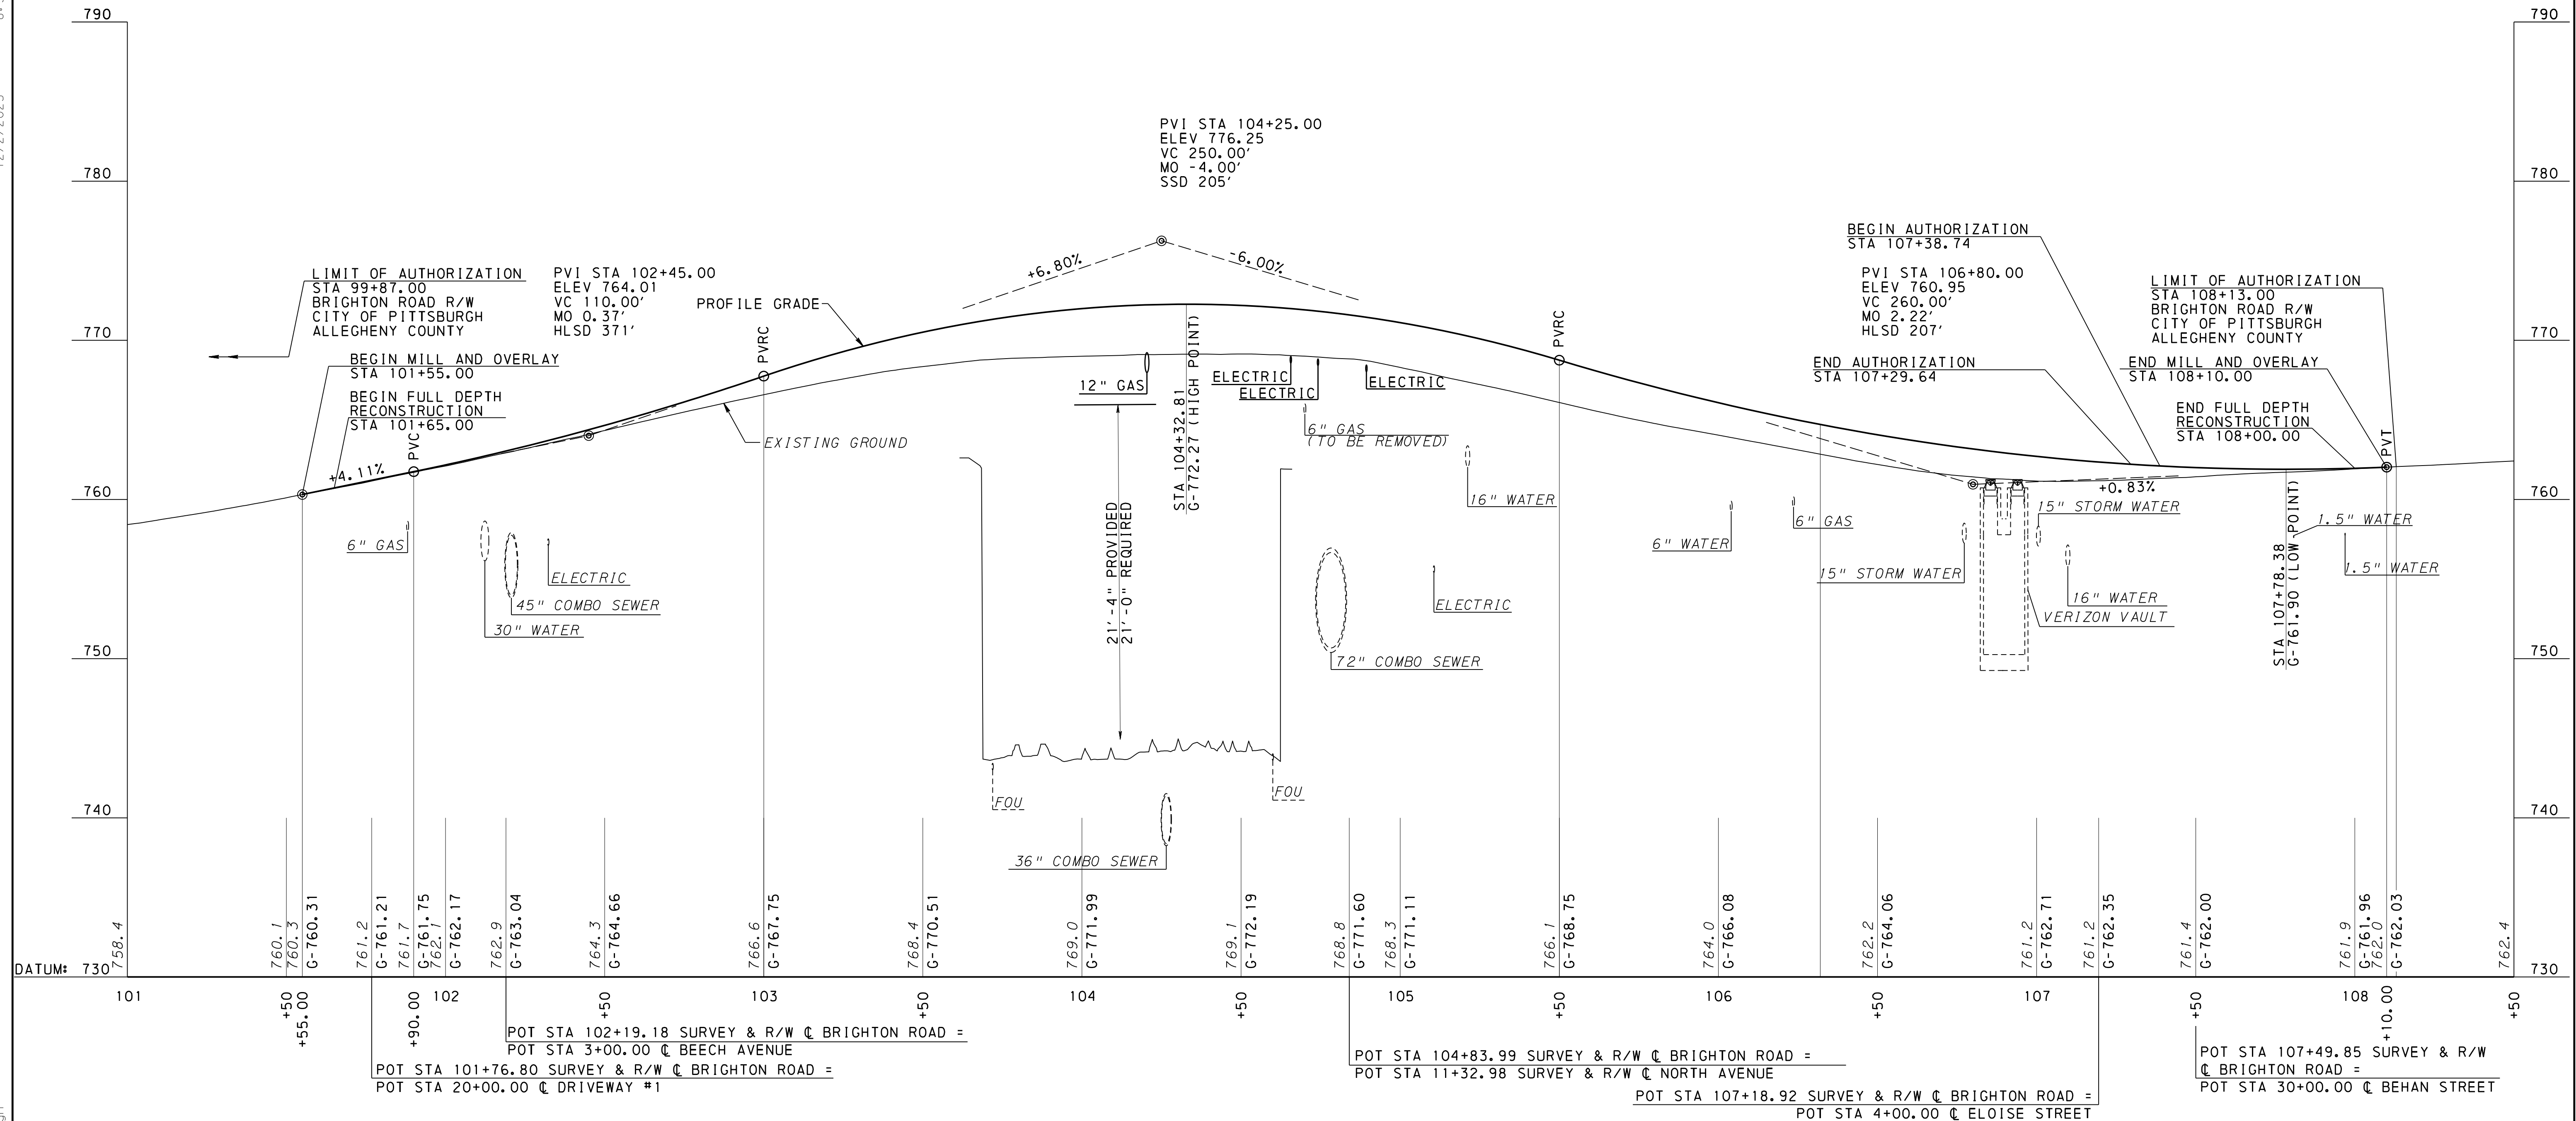 790
790
780
780
770
770
760
760
750
750
740
740
DATUM: 730
730
PVI STA 104+25.00
ELEV 776.25
VC 250.00'
MO -4.00'
SSD 205'
+6.80%
-6.00%
LIMIT OF AUTHORIZATION
STA 99+87.00
BRIGHTON ROAD R/W
CITY OF PITTSBURGH
ALLEGHENY COUNTY
PVI STA 102+45.00
ELEV 764.01
VC 110.00'
MO 0.37'
HLSD 371'
PROFILE GRADE
BEGIN MILL AND OVERLAY
STA 101+55.00
BEGIN FULL DEPTH
RECONSTRUCTION
STA 101+65.00
+4.11%
PVC
PVRC
EXISTING GROUND
6" GAS
30" WATER
45" COMBO SEWER
ELECTRIC
12" GAS
STA 104+32.81
G-772.27 (HIGH POINT)
21'-4" PROVIDED
21'-0" REQUIRED
ELECTRIC
ELECTRIC
ELECTRIC
6" GAS
(TO BE REMOVED)
16" WATER
72" COMBO SEWER
ELECTRIC
FOU
FOU
36" COMBO SEWER
PVRC
6" WATER
6" GAS
BEGIN AUTHORIZATION
STA 107+38.74
PVI STA 106+80.00
ELEV 760.95
VC 260.00'
MO 2.22'
HLSD 207'
END AUTHORIZATION
STA 107+29.64
LIMIT OF AUTHORIZATION
STA 108+13.00
BRIGHTON ROAD R/W
CITY OF PITTSBURGH
ALLEGHENY COUNTY
END MILL AND OVERLAY
STA 108+10.00
END FULL DEPTH
RECONSTRUCTION
STA 108+00.00
PVT
+0.83%
15" STORM WATER
15" STORM WATER
16" WATER
VERIZON VAULT
STA 107+78.38
G-761.90 (LOW POINT)
1.5" WATER
1.5" WATER
758.4
760.1
760.3
G-760.31
761.2
G-761.21
761.7
G-761.75
762.1
G-762.17
762.9
G-763.04
764.3
G-764.66
766.6
G-767.75
768.4
G-770.51
769.0
G-771.99
769.1
G-772.19
768.8
G-771.60
768.3
G-771.11
766.1
G-768.75
764.0
G-766.08
762.2
G-764.06
761.2
G-762.71
761.2
G-762.35
761.4
G-762.00
761.9
G-761.96
762.0
G-762.03
762.4
101
+50
+55.00
+90.00
102
+50
103
+50
104
+50
105
+50
106
+50
107
+50
108
+10.00
+50
POT STA 102+19.18 SURVEY & R/W ℄ BRIGHTON ROAD =
POT STA 3+00.00 ℄ BEECH AVENUE
POT STA 101+76.80 SURVEY & R/W ℄ BRIGHTON ROAD =
POT STA 20+00.00 ℄ DRIVEWAY #1
POT STA 104+83.99 SURVEY & R/W ℄ BRIGHTON ROAD =
POT STA 11+32.98 SURVEY & R/W ℄ NORTH AVENUE
POT STA 107+18.92 SURVEY & R/W ℄ BRIGHTON ROAD =
POT STA 4+00.00 ℄ ELOISE STREET
POT STA 107+49.85 SURVEY & R/W
℄ BRIGHTON ROAD =
POT STA 30+00.00 ℄ BEHAN STREET